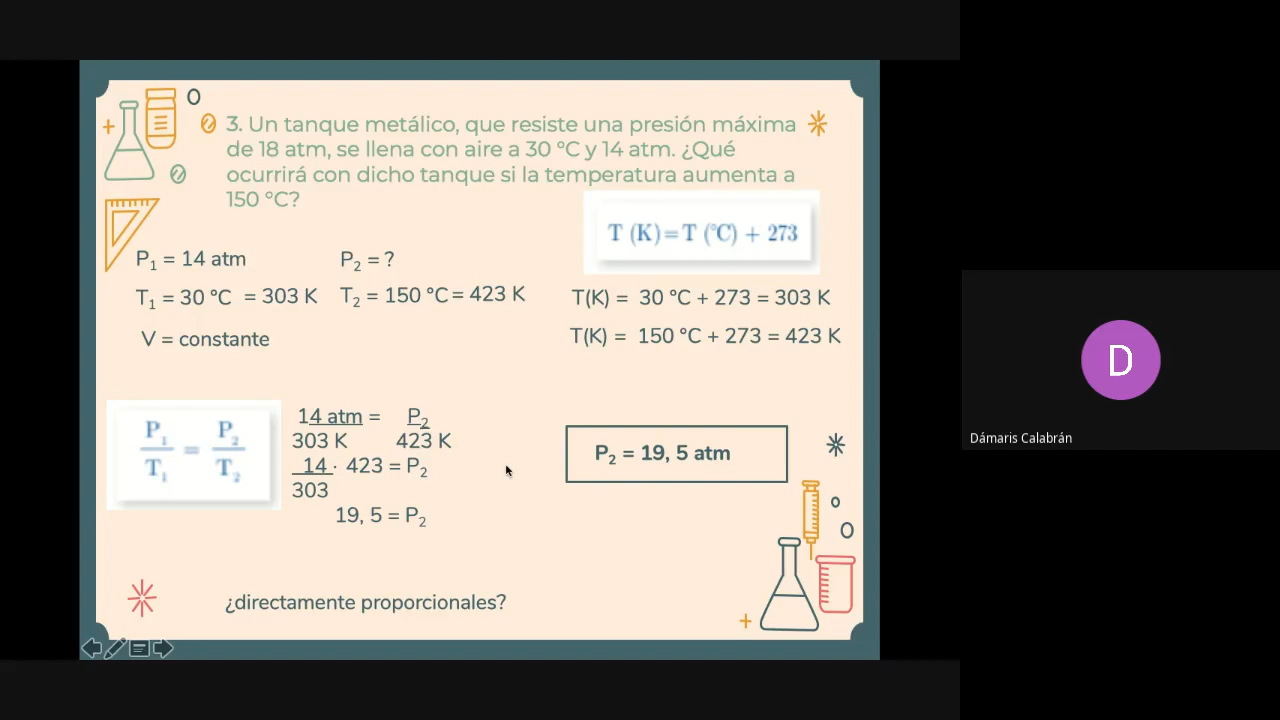 3. Un tanque metálico, que resiste una presión máxima
de 18 atm, se llena con aire a 30 °C y 14 atm. ¿Qué
ocurrirá con dicho tanque si la temperatura aumenta a
150 °C?
T (K)=T (°C) + 273
P₁ = 14 atm
P₂ = ?
T₁ = 30 °C = 303 K
T₂ = 150 °C = 423 K
T(K) = 30 °C + 273 = 303 K
V = constante
T(K) = 150 °C + 273 = 423 K
P₁ = P₂
T₁ T₂
14 atm = P₂
303 K 423 K
14 · 423 = P₂
303
19, 5 = P₂
P₂ = 19, 5 atm
¿directamente proporcionales?
D
Dámaris Calabrán